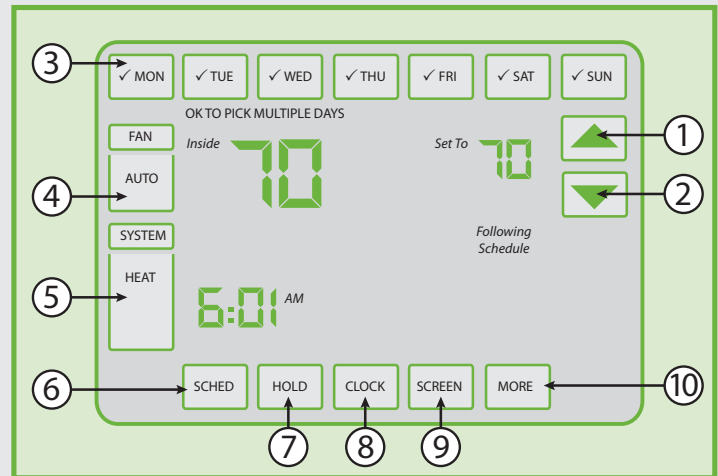 3
✓ MON ✓ TUE ✓ WED ✓ THU ✓ FRI ✓ SAT ✓ SUN
OK TO PICK MULTIPLE DAYS
FAN
Inside 70
Set To 70
1
4
AUTO
2
SYSTEM
Following
Schedule
5
HEAT
6:01 AM
6
SCHED HOLD CLOCK SCREEN MORE
10
7 8 9